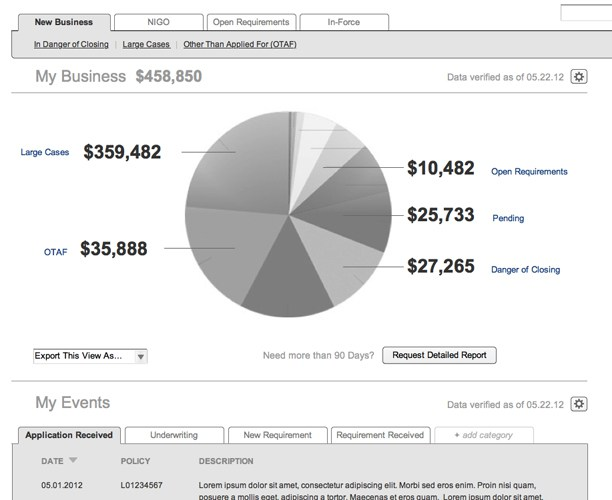 New Business
NIGO
Open Requirements
In-Force
In Danger of Closing | Large Cases | Other Than Applied For (OTAF)
My Business $458,850
Data verified as of 05.22.12
Large Cases $359,482
$10,482 Open Requirements
$25,733 Pending
OTAF $35,888
$27,265 Danger of Closing
Export This View As...
Need more than 90 Days?
Request Detailed Report
My Events
Data verified as of 05.22.12
Application Received
Underwriting
New Requirement
Requirement Received
+ add category
DATE
POLICY
DESCRIPTION
05.01.2012
L01234567
Lorem ipsum dolor sit amet, consectetur adipiscing elit. Morbi sed eros enim. Proin nisl quam,
posuere a mollis eget, adipiscing a tortor. Maecenas et eros quam. Lorem ipsum dolor sit amet,